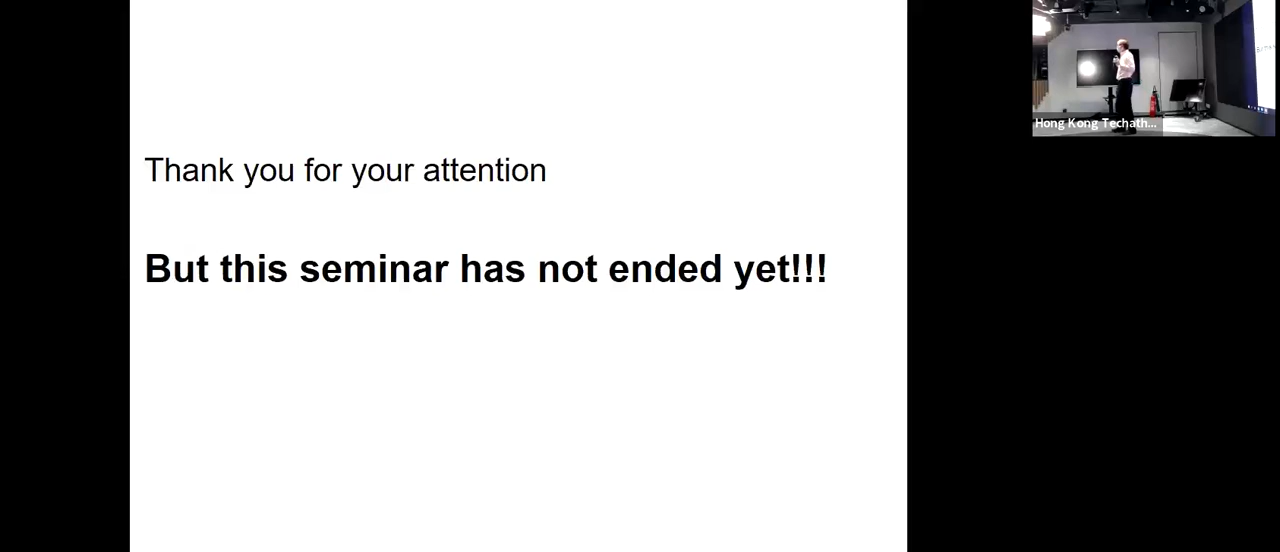 Thank you for your attention
But this seminar has not ended yet!!!
Hong Kong Techath...